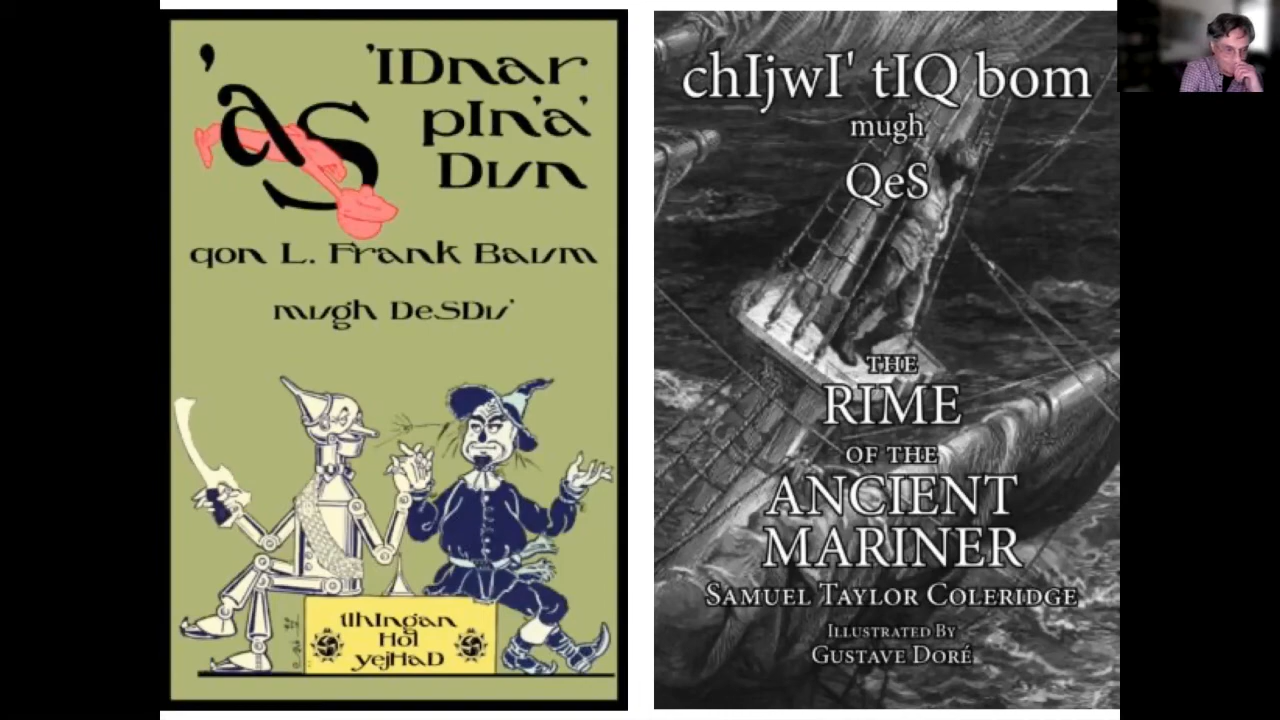 'aS
'IDnar
pIn'a'
Dun
qon L. Frank Baum
mugh DeSDu'
tlhIngan
Hol
yejHaD
chIjwI' tIQ bom
mugh
QeS
THE
RIME
OF THE
ANCIENT
MARINER
SAMUEL TAYLOR COLERIDGE
ILLUSTRATED BY
GUSTAVE DORÉ